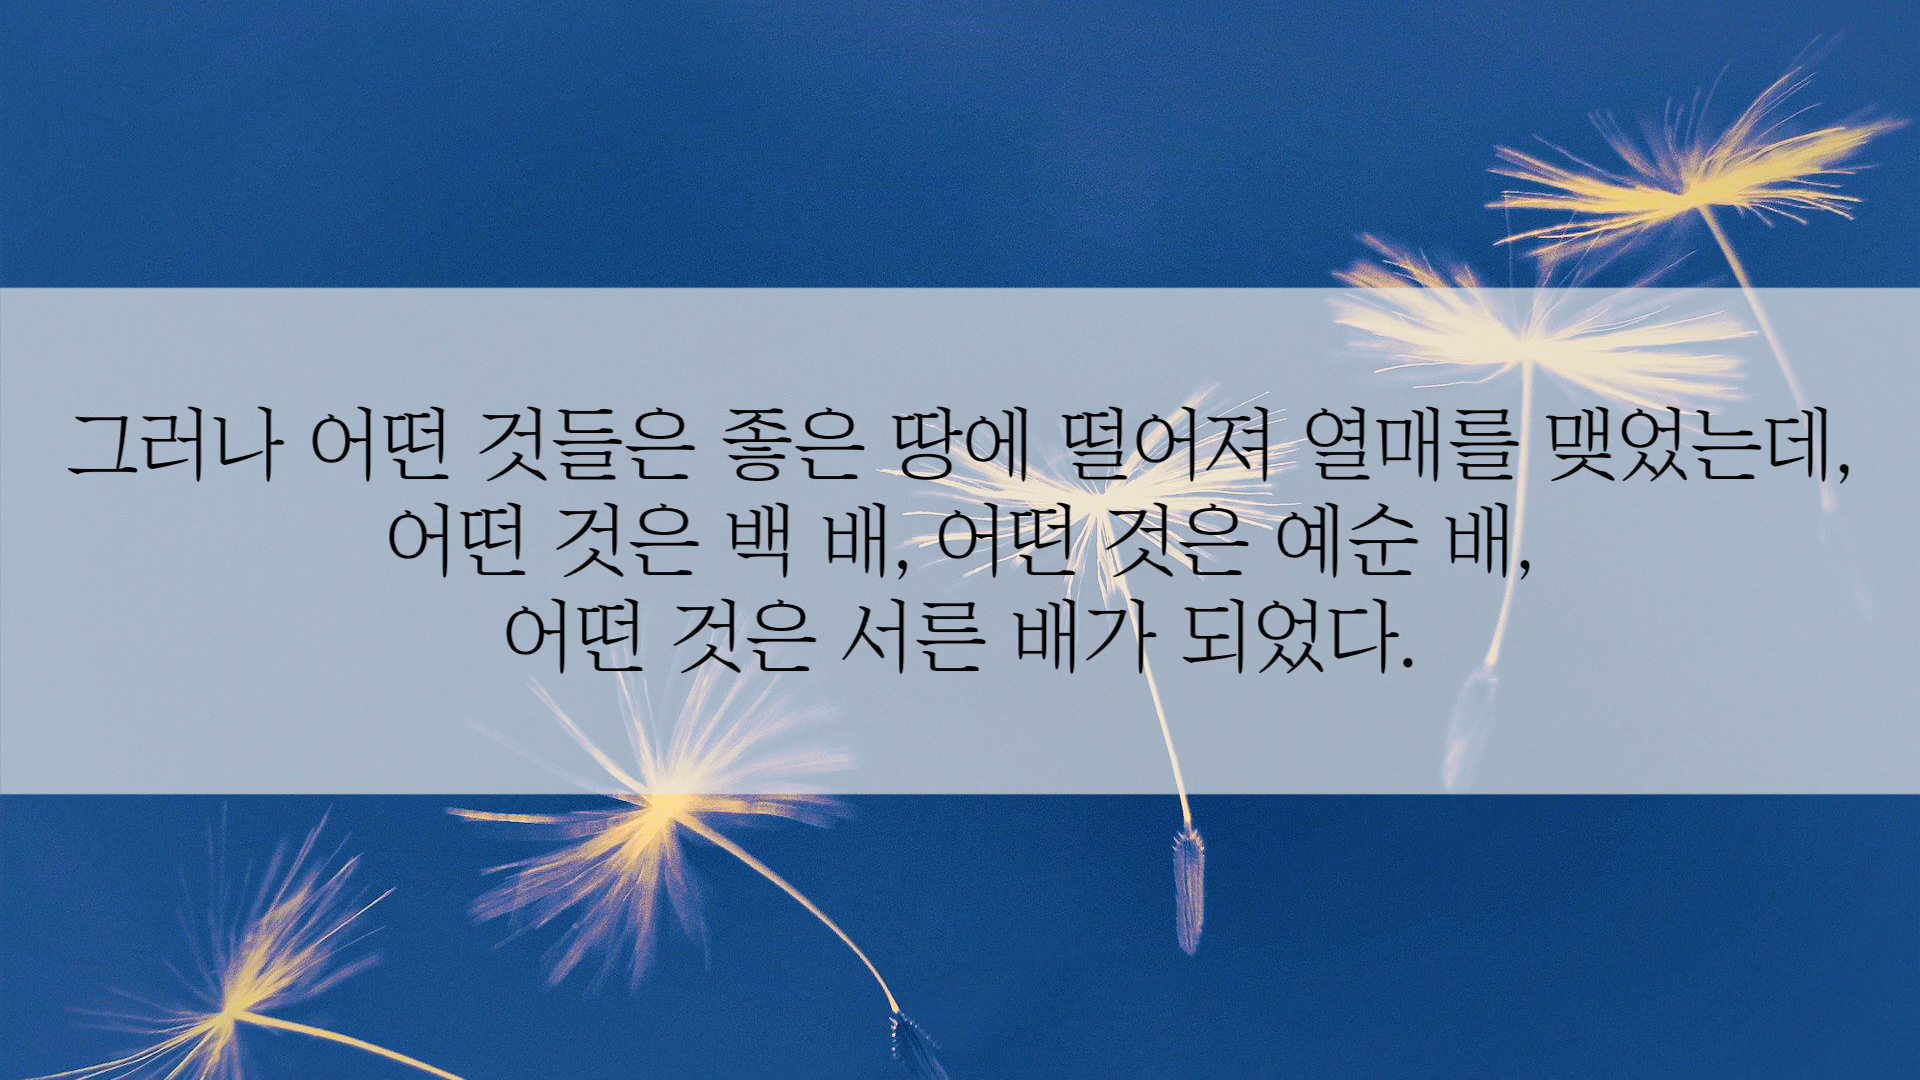 그러나 어떤 것들은 좋은 땅에 떨어져 열매를 맺었는데,
어떤 것은 백 배, 어떤 것은 예순 배,
어떤 것은 서른 배가 되었다.